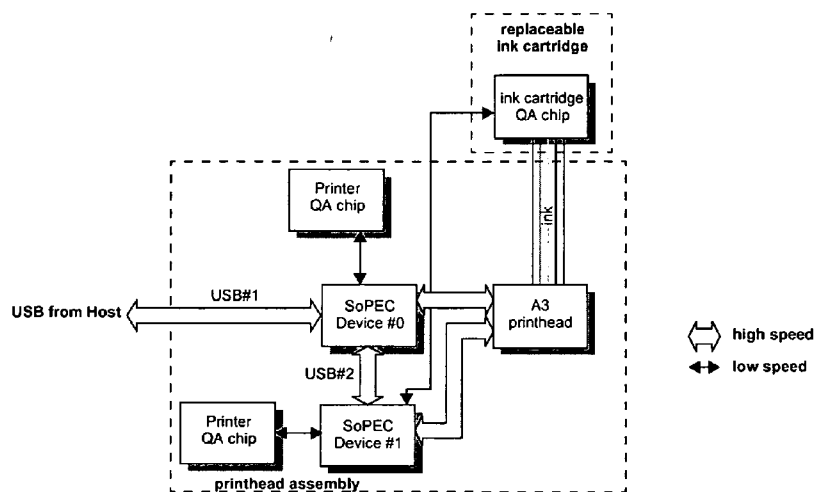 replaceable
ink cartridge
ink cartridge
QA chip
Printer
QA chip
ink
USB#1
USB from Host
SoPEC
Device #0
A3
printhead
high speed
low speed
USB#2
Printer
QA chip
SoPEC
Device #1
printhead assembly